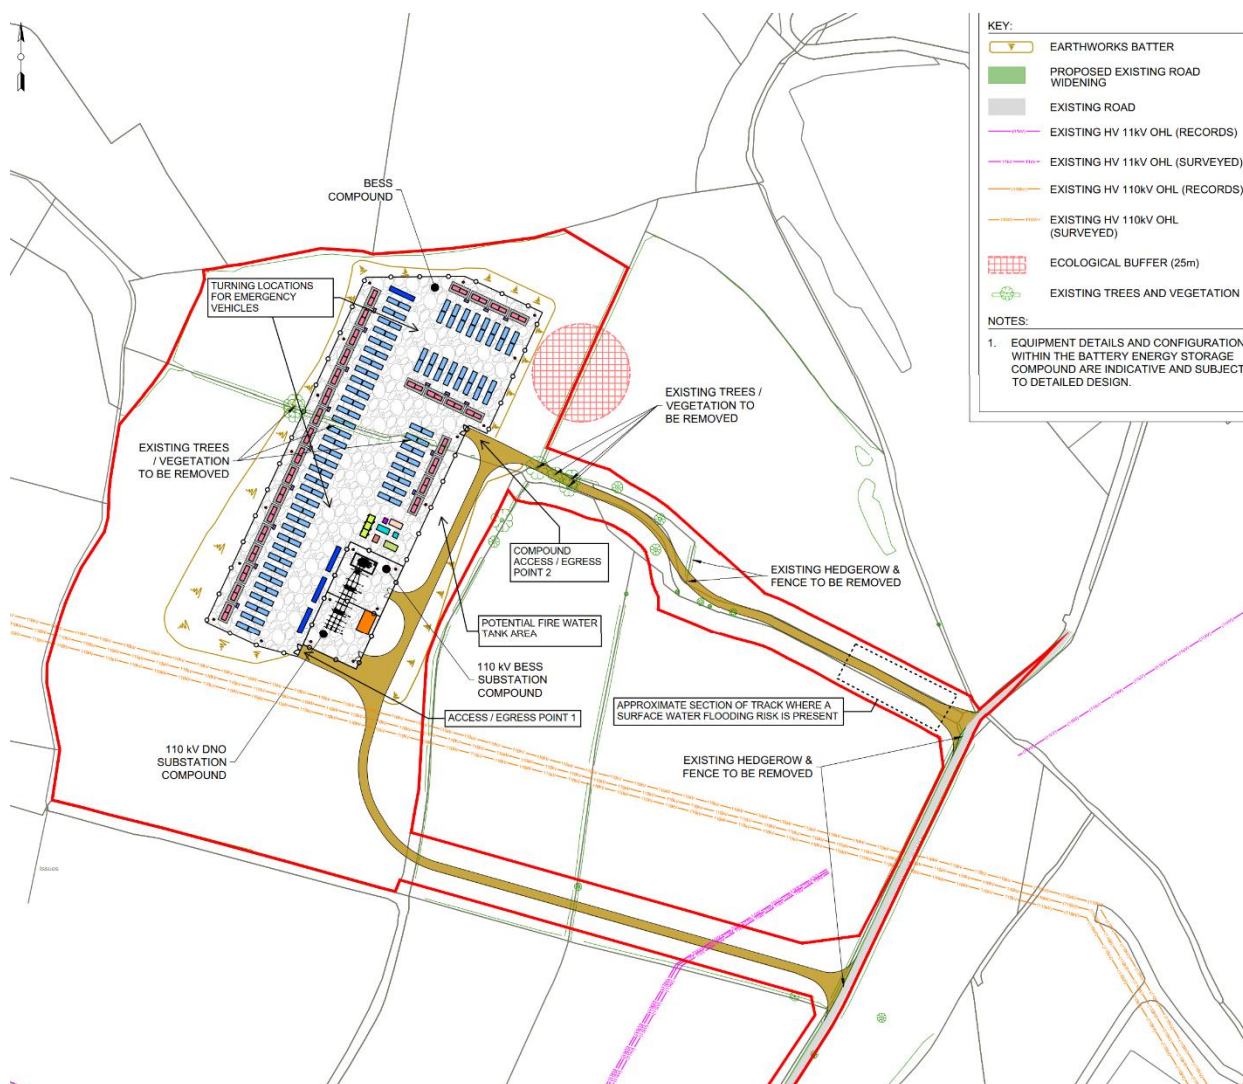 KEY:
EARTHWORKS BATTER
PROPOSED EXISTING ROAD
WIDENING
EXISTING ROAD
EXISTING HV 11kV OHL (RECORDS)
EXISTING HV 11kV OHL (SURVEYED)
EXISTING HV 110kV OHL (RECORDS)
EXISTING HV 110kV OHL
(SURVEYED)
ECOLOGICAL BUFFER (25m)
EXISTING TREES AND VEGETATION
NOTES:
1. EQUIPMENT DETAILS AND CONFIGURATION
WITHIN THE BATTERY ENERGY STORAGE
COMPOUND ARE INDICATIVE AND SUBJECT
TO DETAILED DESIGN.
BESS
COMPOUND
TURNING LOCATIONS
FOR EMERGENCY
VEHICLES
EXISTING TREES /
VEGETATION TO
BE REMOVED
EXISTING TREES
/ VEGETATION
TO BE REMOVED
COMPOUND
ACCESS / EGRESS
POINT 2
EXISTING HEDGEROW &
FENCE TO BE REMOVED
POTENTIAL FIRE WATER
TANK AREA
110 kV BESS
SUBSTATION
COMPOUND
APPROXIMATE SECTION OF TRACK WHERE A
SURFACE WATER FLOODING RISK IS PRESENT
ACCESS / EGRESS POINT 1
110 kV DNO
SUBSTATION
COMPOUND
EXISTING HEDGEROW &
FENCE TO BE REMOVED
Issues